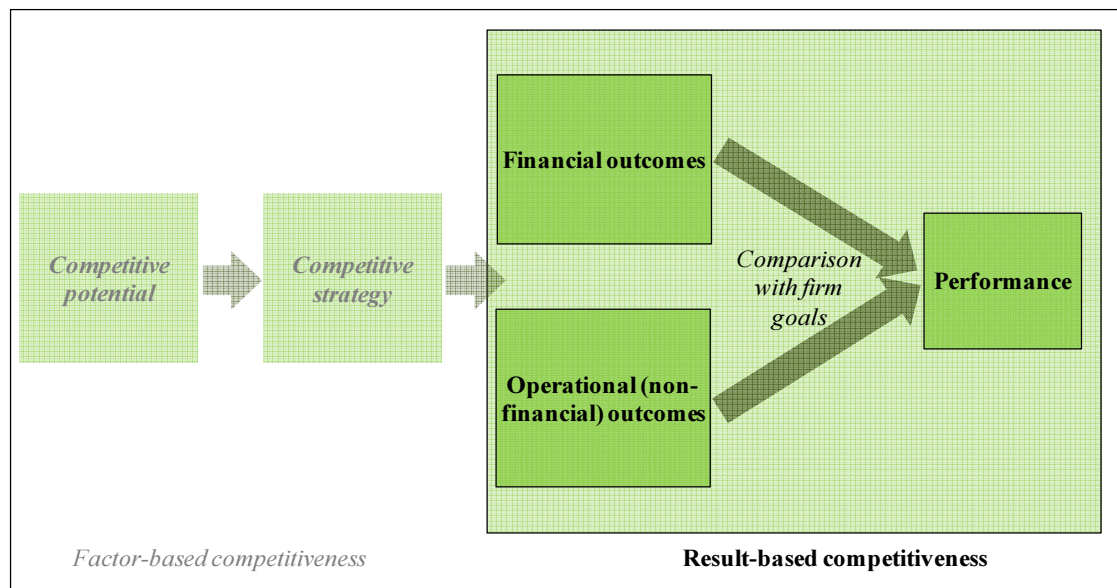 Competitive
potential
Competitive
strategy
Financial outcomes
Operational (non-
financial) outcomes
Comparison
with firm
goals
Performance
Factor-based competitiveness
Result-based competitiveness